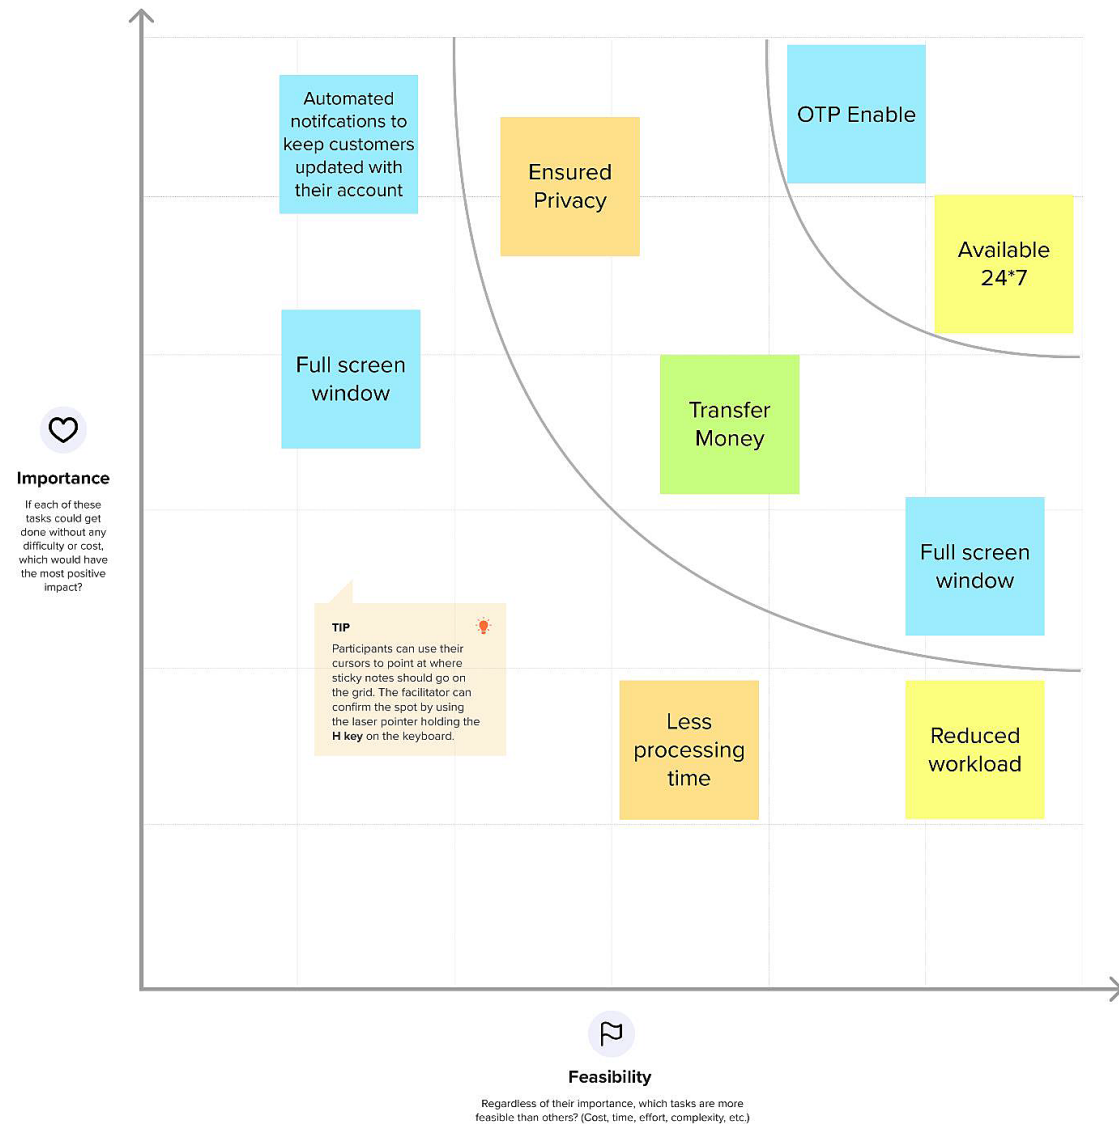 Automated
notifcations to
keep customers
updated with
their account
Ensured
Privacy
OTP Enable
Available
24*7
Full screen
window
Transfer
Money
Importance
If each of these
tasks could get
done without any
difficulty or cost,
which would have
the most positive
impact?
Full screen
window
TIP
Participants can use their
cursors to point at where
sticky notes should go on
the grid. The facilitator can
confirm the spot by using
the laser pointer holding the
H key on the keyboard.
Less
processing
time
Reduced
workload
Feasibility
Regardless of their importance, which tasks are more
feasible than others? (Cost, time, effort, complexity, etc.)